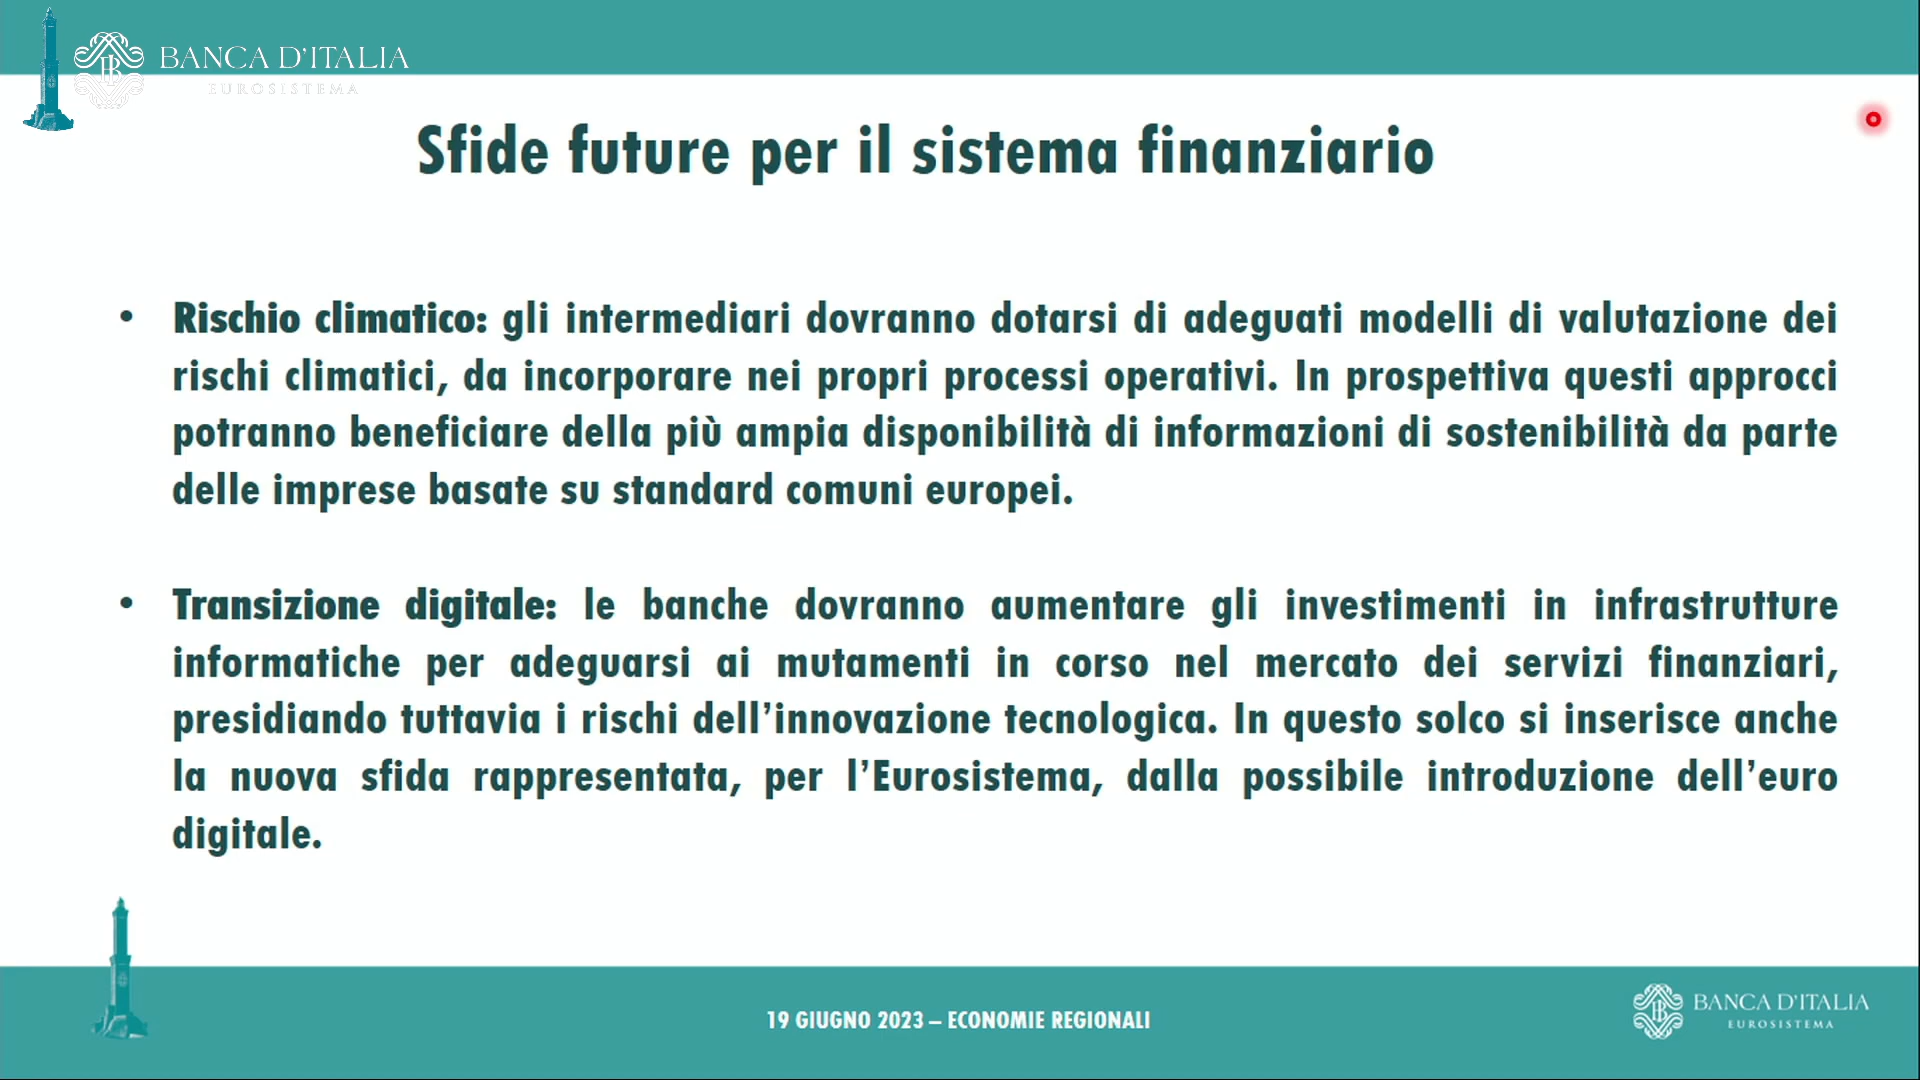 BANCA D'ITALIA
EUROSISTEMA
Sfide future per il sistema finanziario
• Rischio climatico: gli intermediari dovranno dotarsi di adeguati modelli di valutazione dei
rischi climatici, da incorporare nei propri processi operativi. In prospettiva questi approcci
potranno beneficiare della più ampia disponibilità di informazioni di sostenibilità da parte
delle imprese basate su standard comuni europei.
• Transizione digitale: le banche dovranno aumentare gli investimenti in infrastrutture
informatiche per adeguarsi ai mutamenti in corso nel mercato dei servizi finanziari,
presidiando tuttavia i rischi dell’innovazione tecnologica. In questo solco si inserisce anche
la nuova sfida rappresentata, per l’Eurosistema, dalla possibile introduzione dell’euro
digitale.
19 GIUGNO 2023 – ECONOMIE REGIONALI
BANCA D'ITALIA
EUROSISTEMA